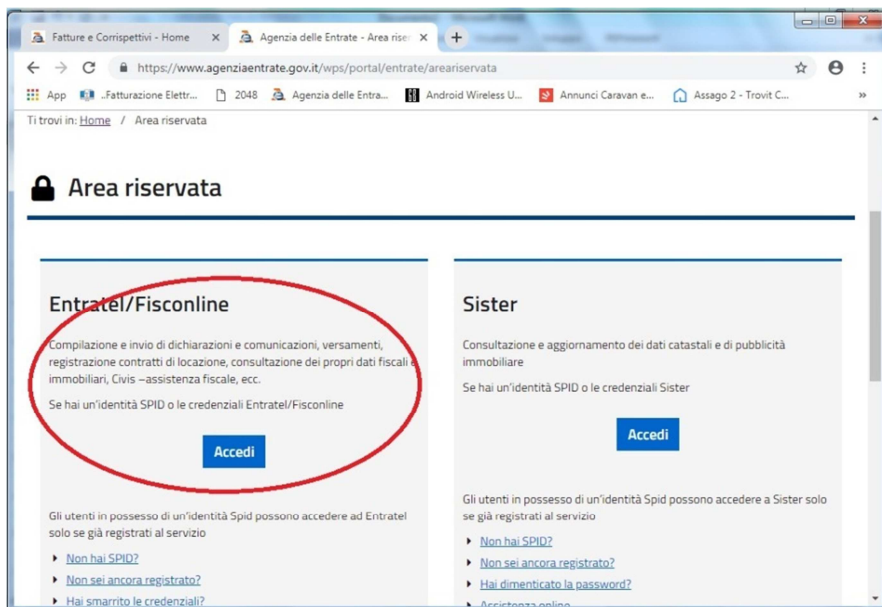 Fatture e Corrispettivi - Home
Agenzia delle Entrate - Area riser
https://www.agenziaentrate.gov.it/wps/portal/entrate/areariservata
App
..Fatturazione Elettr...
2048
Agenzia delle Entra...
Android Wireless U...
Annunci Caravan e...
Assago 2 - Trovit C...
»
Ti trovi in: Home / Area riservata
Area riservata
Entratel/Fisconline
Compilazione e invio di dichiarazioni e comunicazioni, versamenti,
registrazione contratti di locazione, consultazione dei propri dati fiscali e
immobiliari, Civis –assistenza fiscale, ecc.
Se hai un'identità SPID o le credenziali Entratel/Fisconline
Accedi
Gli utenti in possesso di un'identità Spid possono accedere ad Entratel
solo se già registrati al servizio
Non hai SPID?
Non sei ancora registrato?
Hai smarrito le credenziali?
Sister
Consultazione e aggiornamento dei dati catastali e di pubblicità
immobiliare
Se hai un'identità SPID o le credenziali Sister
Accedi
Gli utenti in possesso di un'identità Spid possono accedere a Sister solo
se già registrati al servizio
Non hai SPID?
Non sei ancora registrato?
Hai dimenticato la password?
Assistenza online